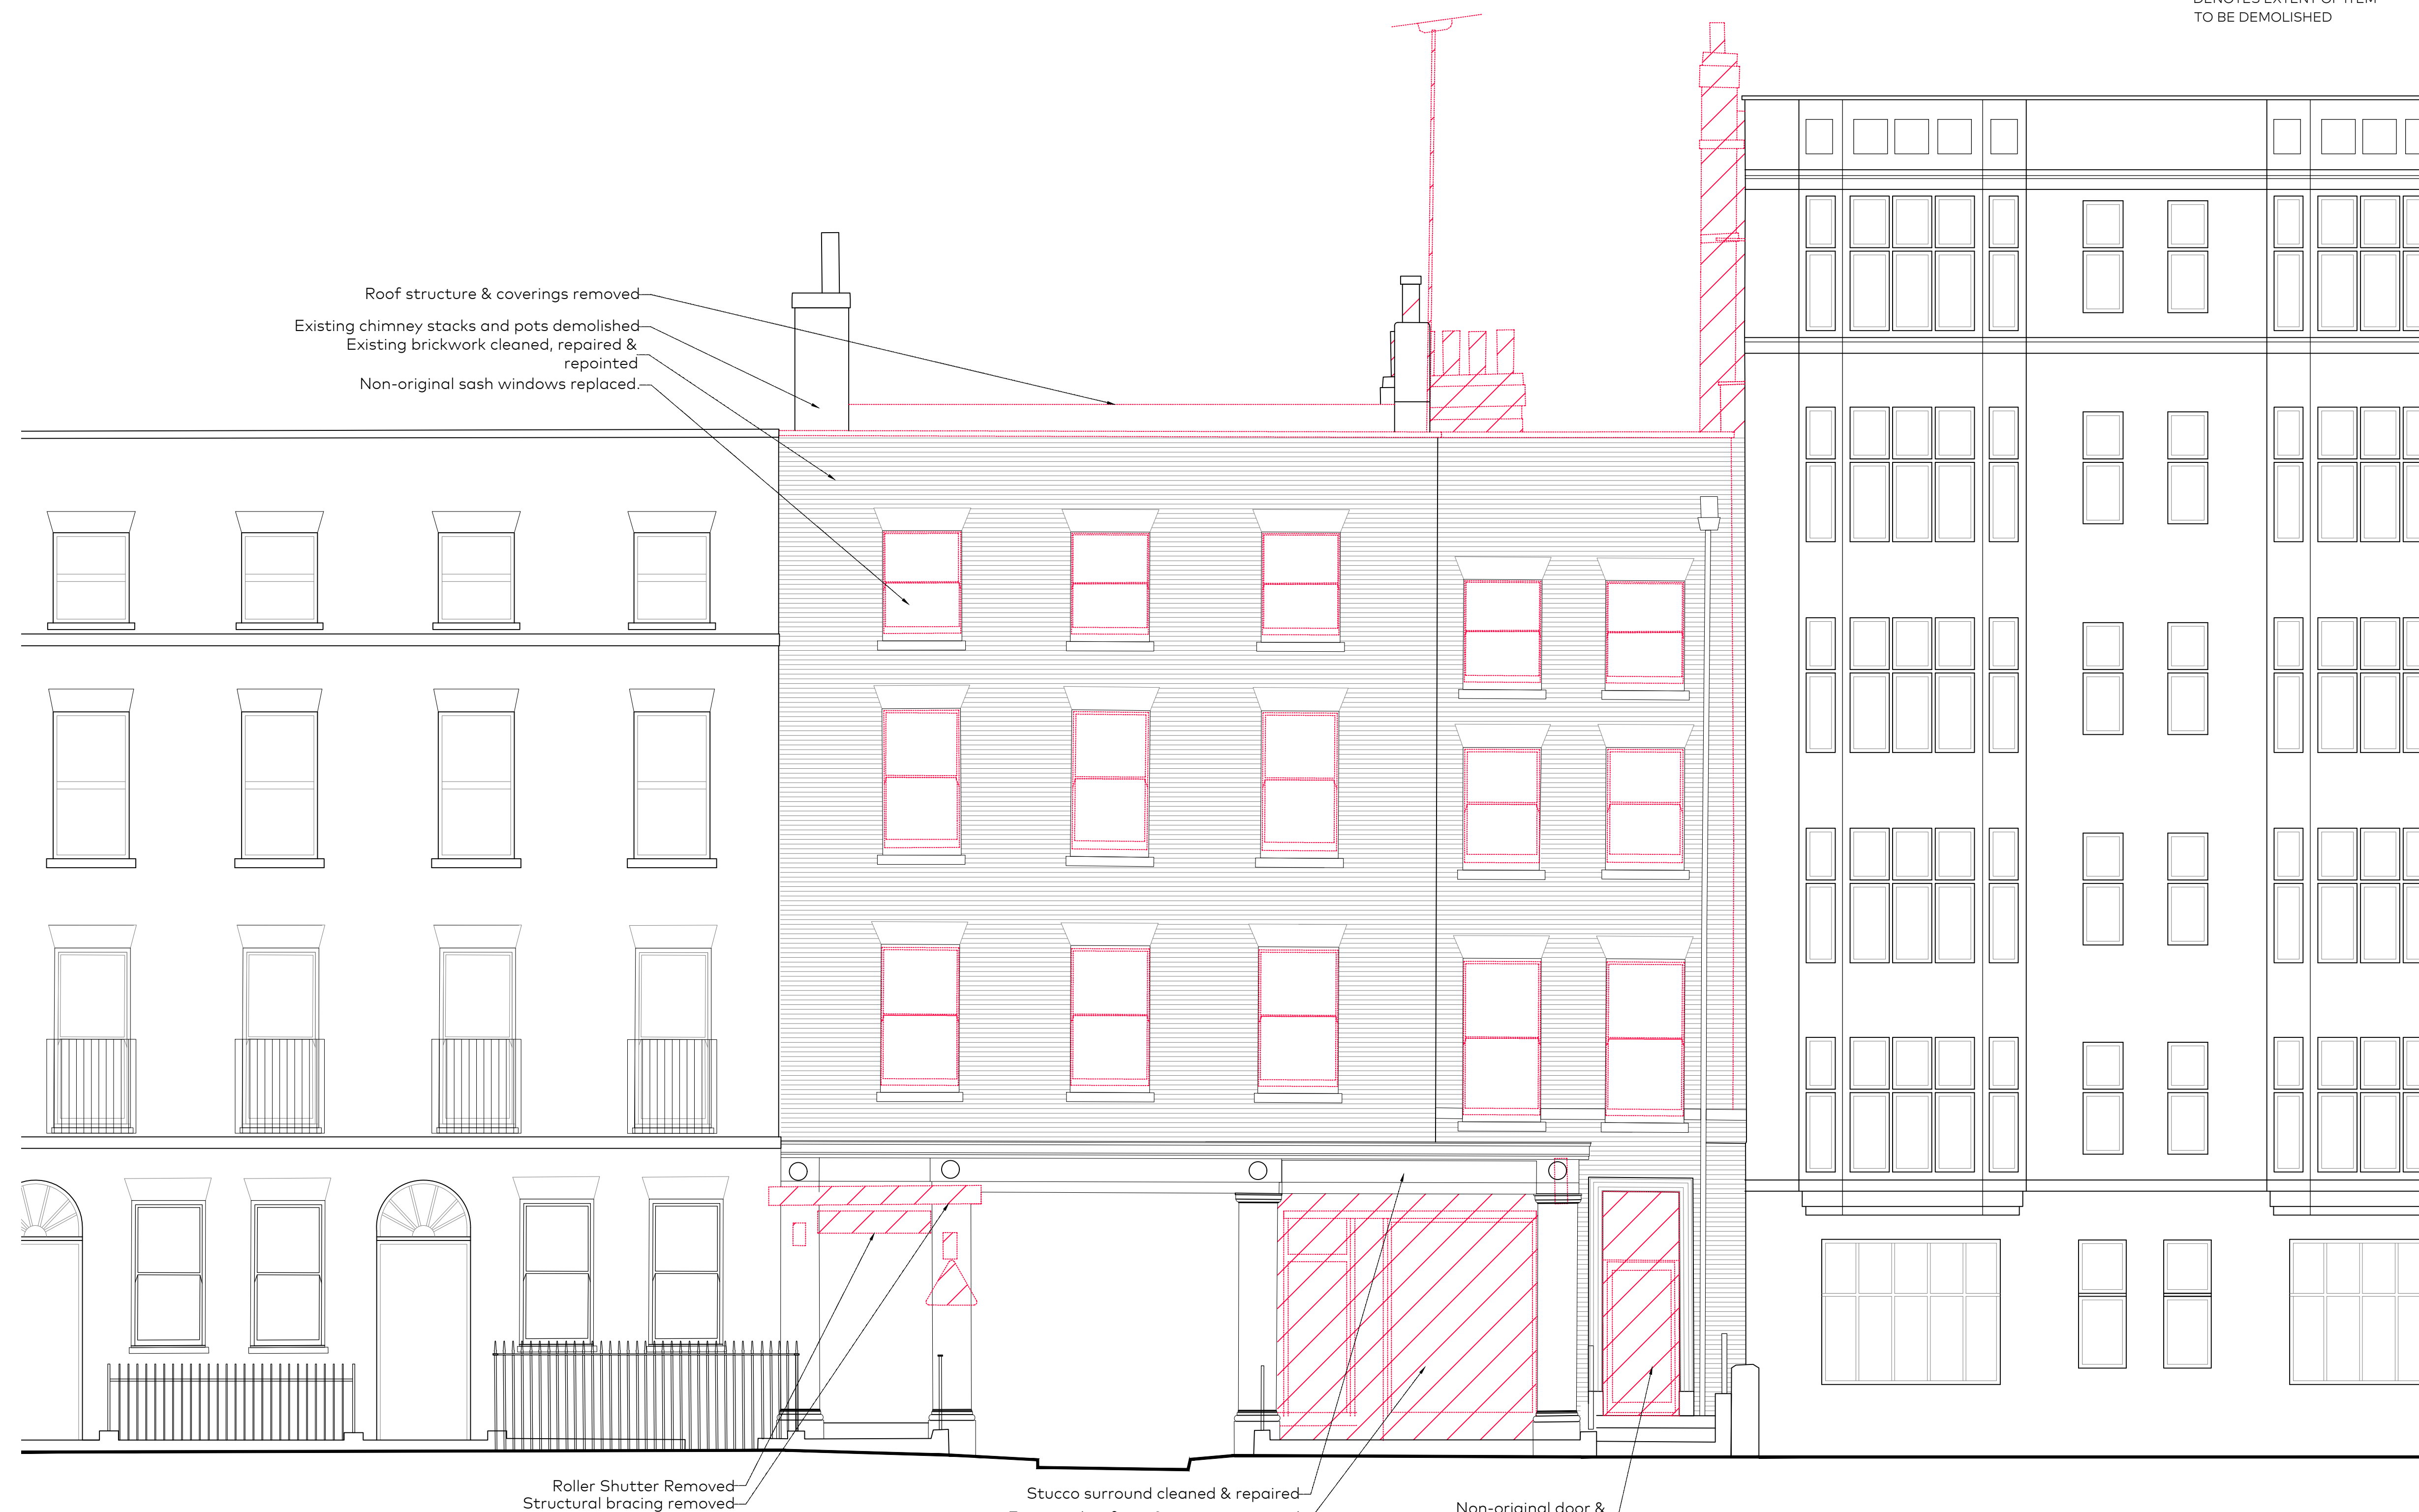 TO BE DEMOLISHED
Roof structure & coverings removed
Existing chimney stacks and pots demolished
Existing brickwork cleaned, repaired &
repointed
Non-original sash windows replaced.
Roller Shutter Removed
Structural bracing removed
Stucco surround cleaned & repaired
Non-original door &